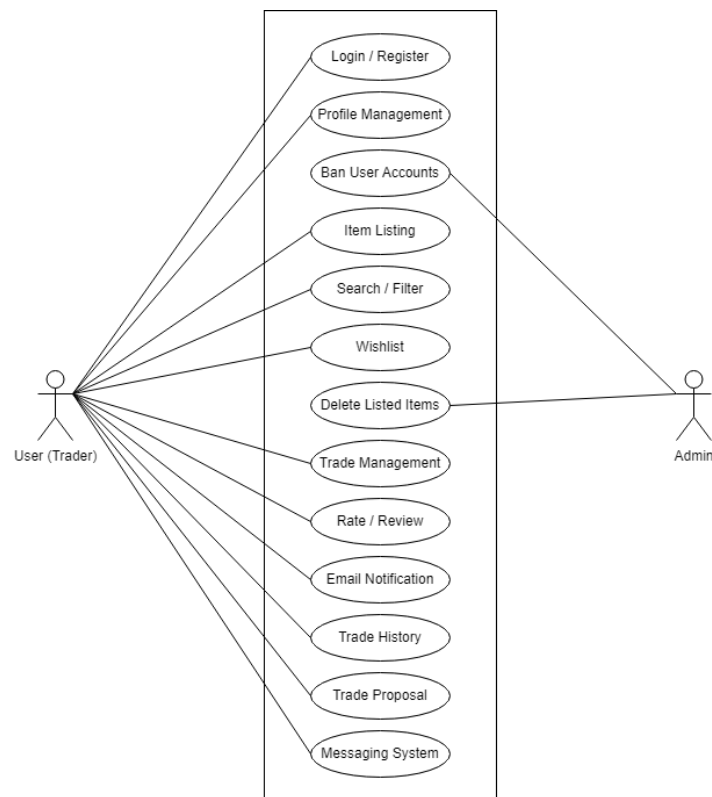 Login / Register
Profile Management
Ban User Accounts
Item Listing
Search / Filter
Wishlist
Delete Listed Items
User (Trader)
Admin
Trade Management
Rate / Review
Email Notification
Trade History
Trade Proposal
Messaging System